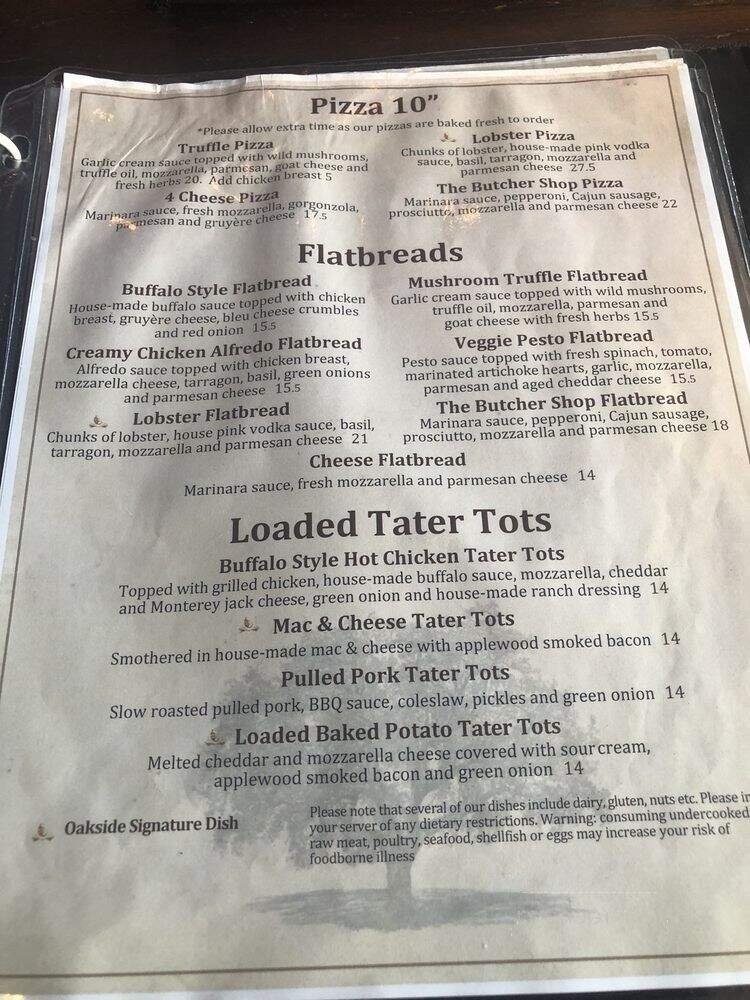 Pizza 10”
*Please allow extra time as our pizzas are baked fresh to order
Truffle Pizza
Garlic cream sauce topped with wild mushrooms,
truffle oil, mozzarella, parmesan, goat cheese and
fresh herbs 20. Add chicken breast 5
4 Cheese Pizza
Marinara sauce, fresh mozzarella, gorgonzola,
parmesan and gruyère cheese 17.5
Lobster Pizza
Chunks of lobster, house-made pink vodka
sauce, basil, tarragon, mozzarella and
parmesan cheese 27.5
The Butcher Shop Pizza
Marinara sauce, pepperoni, Cajun sausage,
prosciutto, mozzarella and parmesan cheese 22
Flatbreads
Buffalo Style Flatbread
House-made buffalo sauce topped with chicken
breast, gruyère cheese, bleu cheese crumbles
and red onion 15.5
Creamy Chicken Alfredo Flatbread
Alfredo sauce topped with chicken breast,
mozzarella cheese, tarragon, basil, green onions
and parmesan cheese 15.5
Lobster Flatbread
Chunks of lobster, house pink vodka sauce, basil,
tarragon, mozzarella and parmesan cheese 21
Mushroom Truffle Flatbread
Garlic cream sauce topped with wild mushrooms,
truffle oil, mozzarella, parmesan and
goat cheese with fresh herbs 15.5
Veggie Pesto Flatbread
Pesto sauce topped with fresh spinach, tomato,
marinated artichoke hearts, garlic, mozzarella,
parmesan and aged cheddar cheese 15.5
The Butcher Shop Flatbread
Marinara sauce, pepperoni, Cajun sausage,
prosciutto, mozzarella and parmesan cheese 18
Cheese Flatbread
Marinara sauce, fresh mozzarella and parmesan cheese 14
Loaded Tater Tots
Buffalo Style Hot Chicken Tater Tots
Topped with grilled chicken, house-made buffalo sauce, mozzarella, cheddar
and Monterey jack cheese, green onion and house-made ranch dressing 14
Mac & Cheese Tater Tots
Smothered in house-made mac & cheese with applewood smoked bacon 14
Pulled Pork Tater Tots
Slow roasted pulled pork, BBQ sauce, coleslaw, pickles and green onion 14
Loaded Baked Potato Tater Tots
Melted cheddar and mozzarella cheese covered with sour cream,
applewood smoked bacon and green onion 14
Oakside Signature Dish
Please note that several of our dishes include dairy, gluten, nuts etc. Please in
your server of any dietary restrictions. Warning: consuming undercooked
raw meat, poultry, seafood, shellfish or eggs may increase your risk of
foodborne illness